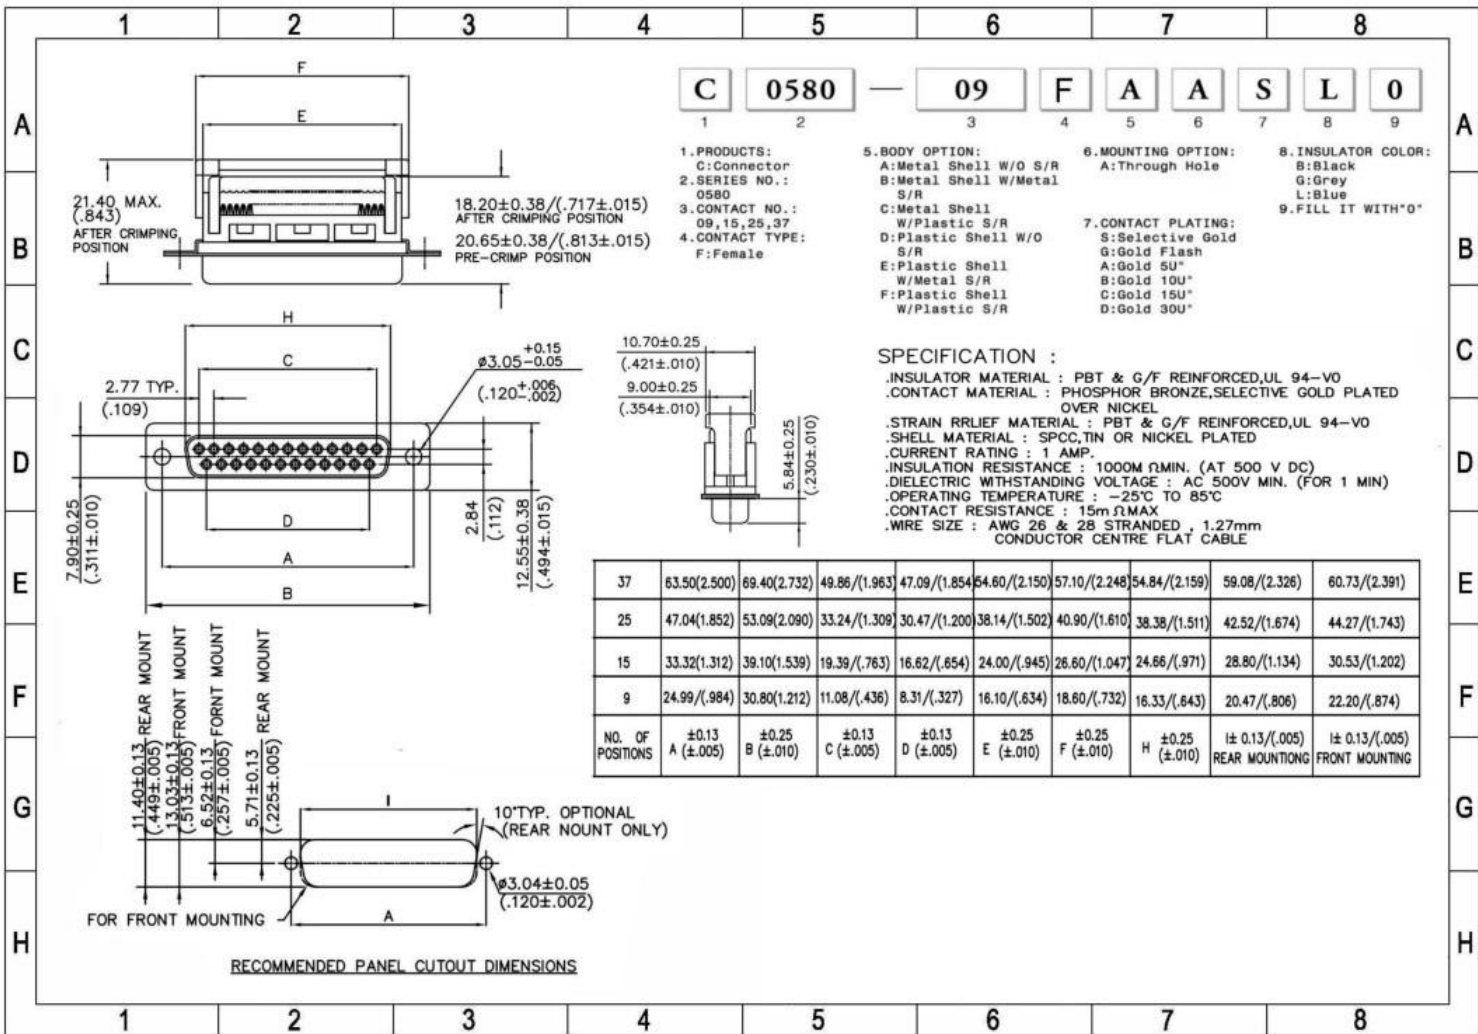 1 2 3 4 5 6 7 8
A
B
C
D
E
F
G
H
F
E
21.40 MAX.
(.843)
AFTER CRIMPING
POSITION
18.20±0.38/(.717±.015)
AFTER CRIMPING POSITION
20.65±0.38/(.813±.015)
PRE-CRIMP POSITION
C 0580 — 09 F A A S L 0
1 2 3 4 5 6 7 8 9
1.PRODUCTS:
C:Connector
2.SERIES NO.:
0580
3.CONTACT NO.:
09,15,25,37
4.CONTACT TYPE:
F:Female
5.BODY OPTION:
A:Metal Shell W/O S/R
B:Metal Shell W/Metal
S/R
C:Metal Shell
W/Plastic S/R
D:Plastic Shell W/O
S/R
E:Plastic Shell
W/Metal S/R
F:Plastic Shell
W/Plastic S/R
6.MOUNTING OPTION:
A:Through Hole
7.CONTACT PLATING:
S:Selective Gold
G:Gold Flash
A:Gold 5U"
B:Gold 10U"
C:Gold 15U"
D:Gold 30U"
8.INSULATOR COLOR:
B:Black
G:Grey
L:Blue
9.FILL IT WITH"0"
H
C
2.77 TYP.
(.109)
ø3.05 +0.15 -0.05
(.120 +.006 -.002)
7.90±0.25
(.311±.010)
D
A
B
2.84
(.112)
12.55±0.38
(.494±.015)
10.70±0.25
(.421±.010)
9.00±0.25
(.354±.010)
5.84±0.25
(.230±.010)
SPECIFICATION :
.INSULATOR MATERIAL : PBT & G/F REINFORCED,UL 94-V0
.CONTACT MATERIAL : PHOSPHOR BRONZE,SELECTIVE GOLD PLATED
OVER NICKEL
.STRAIN RRLIEF MATERIAL : PBT & G/F REINFORCED,UL 94-V0
.SHELL MATERIAL : SPCC,TIN OR NICKEL PLATED
.CURRENT RATING : 1 AMP.
.INSULATION RESISTANCE : 1000M ΩMIN. (AT 500 V DC)
.DIELECTRIC WITHSTANDING VOLTAGE : AC 500V MIN. (FOR 1 MIN)
.OPERATING TEMPERATURE : -25℃ TO 85℃
.CONTACT RESISTANCE : 15mΩMAX
.WIRE SIZE : AWG 26 & 28 STRANDED , 1.27mm
CONDUCTOR CENTRE FLAT CABLE
37 63.50(2.500) 69.40(2.732) 49.86/(1.963) 47.09/(1.854) 54.60/(2.150) 57.10/(2.248) 54.84/(2.159) 59.08/(2.326) 60.73/(2.391)
25 47.04(1.852) 53.09(2.090) 33.24/(1.309) 30.47/(1.200) 38.14/(1.502) 40.90/(1.610) 38.38/(1.511) 42.52/(1.674) 44.27/(1.743)
15 33.32(1.312) 39.10(1.539) 19.39/(.763) 16.62/(.654) 24.00/(.945) 26.60/(1.047) 24.66/(.971) 28.80/(1.134) 30.53/(1.202)
9 24.99/(.984) 30.80(1.212) 11.08/(.436) 8.31/(.327) 16.10/(.634) 18.60/(.732) 16.33/(.643) 20.47/(.806) 22.20/(.874)
NO. OF POSITIONS A ±0.13 (±.005) B ±0.25 (±.010) C ±0.13 (±.005) D ±0.13 (±.005) E ±0.25 (±.010) F ±0.25 (±.010) H ±0.25 (±.010) I± 0.13/(.005) REAR MOUNTIONG I± 0.13/(.005) FRONT MOUNTING
11.40±0.13 REAR MOUNT
(.449±.005)
13.03±0.13 FRONT MOUNT
(.513±.005)
6.52±0.13 FORNT MOUNT
(.257±.005)
5.71±0.13 REAR MOUNT
(.225±.005)
I
10°TYP. OPTIONAL
(REAR NOUNT ONLY)
ø3.04±0.05
(.120±.002)
FOR FRONT MOUNTING
A
RECOMMENDED PANEL CUTOUT DIMENSIONS
A
B
C
D
E
F
G
H
1 2 3 4 5 6 7 8